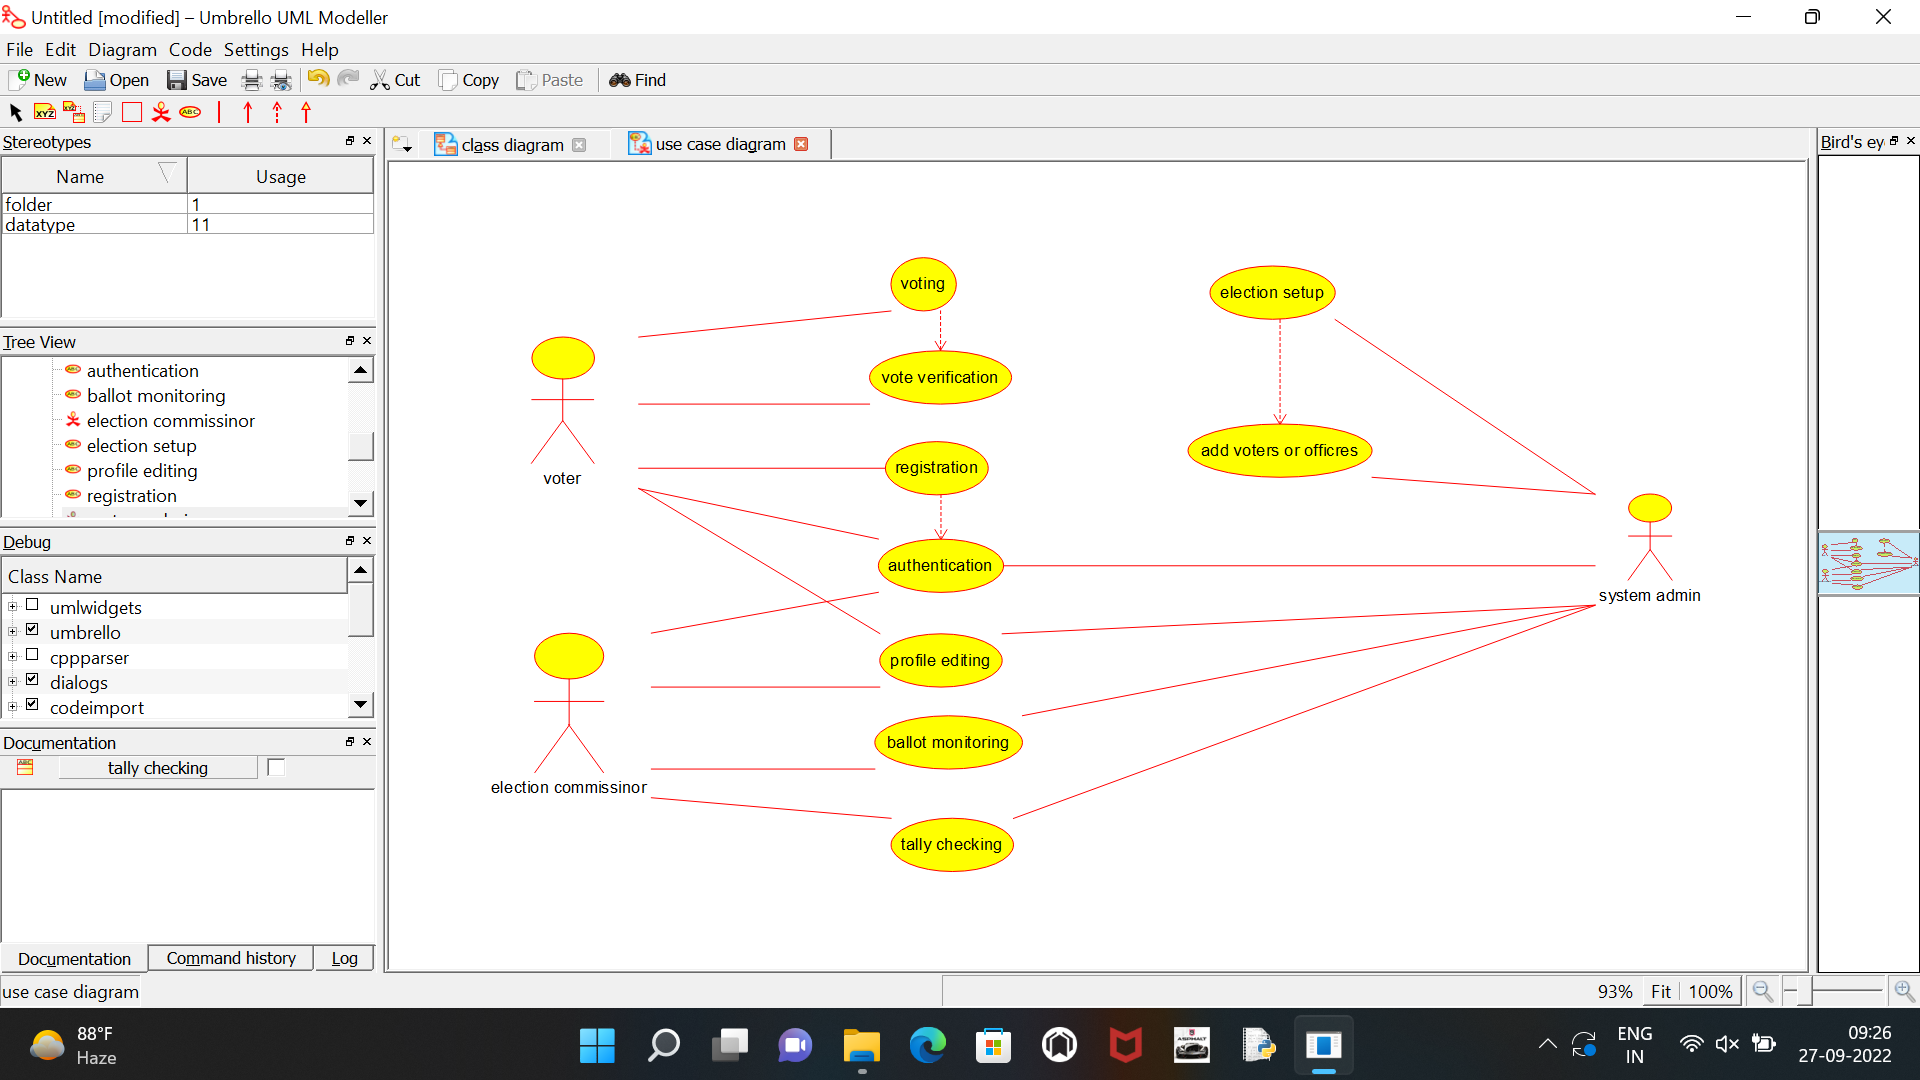 Untitled [modified] – Umbrello UML Modeller
File Edit Diagram Code Settings Help
New Open Save Cut Copy Paste Find
XYZ XYZ ABC
Stereotypes
Name Usage
folder 1
datatype 11
Tree View
authentication
ballot monitoring
election commissinor
election setup
profile editing
registration
Debug
Class Name
umlwidgets
umbrello
cppparser
dialogs
codeimport
Documentation
ABC tally checking
Documentation Command history Log
class diagram use case diagram
voting
election setup
vote verification
add voters or officres
registration
voter
authentication
system admin
profile editing
ballot monitoring
election commissinor
tally checking
Bird's ey
use case diagram
93% Fit 100%
88°F
Haze
ASPHALT
ENG
IN
09:26
27-09-2022